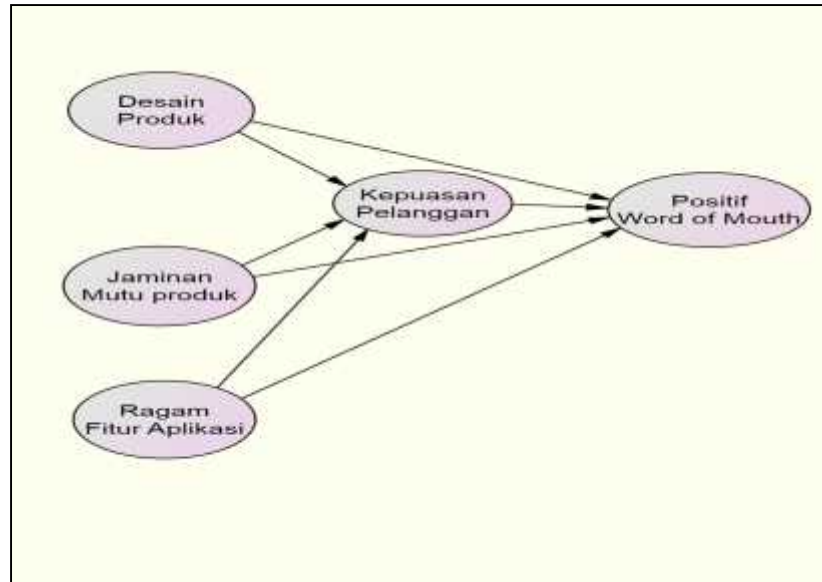 Desain
Produk
Kepuasan
Pelanggan
Positif
Word of Mouth
Jaminan
Mutu produk
Ragam
Fitur Aplikasi